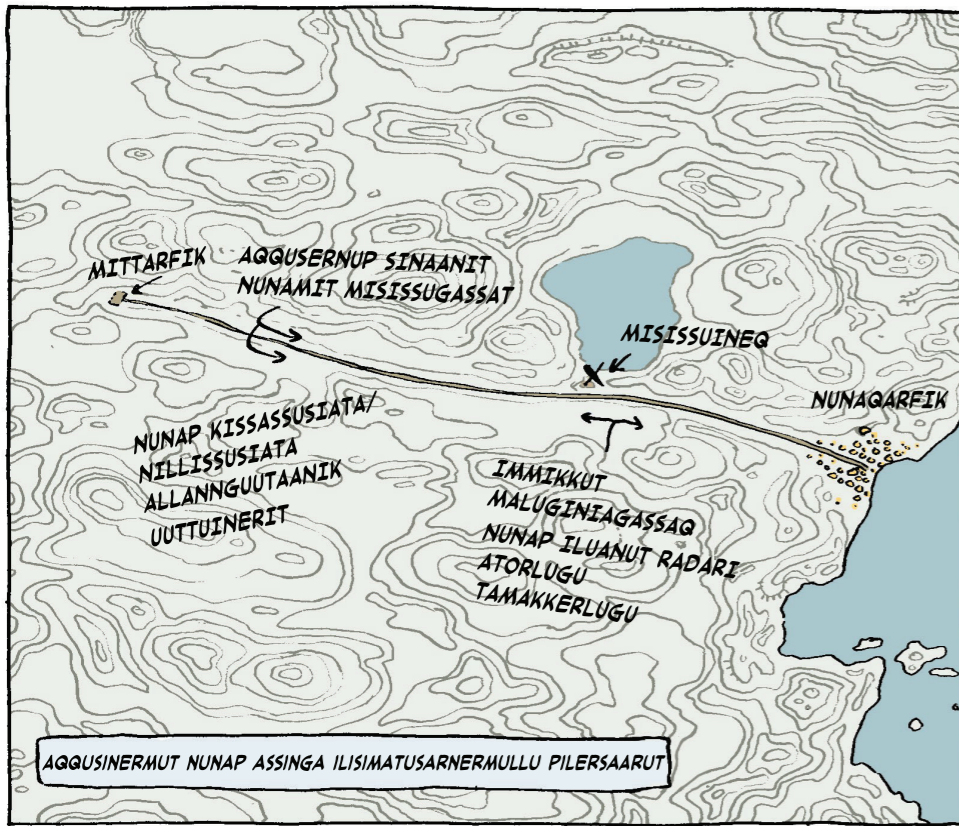 MITTARFIK
AQQUSERNUP SINAANIT
NUNAMIT MISISSUGASSAT
MISISSUINEQ
NUNAQARFIK
NUNAP KISSASSUSIATA/
NILLISSUSIATA
ALLANNGUUTAANIK
UUTTUINERIT
IMMIKKUT
MALUGINIAGASSAQ
NUNAP ILUANUT RADARI
ATORLUGU
TAMAKKERLUGU
AQQUSINERMUT NUNAP ASSINGA ILISIMATUSARNERMULLU PILERSAARUT